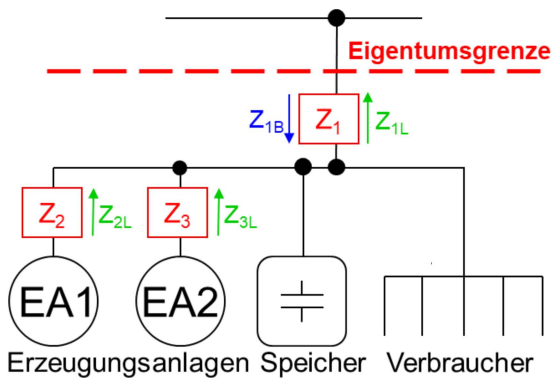 Eigentumsgrenze
Z1B Z1 Z1L
Z2 Z2L Z3 Z3L
EA1 EA2
Erzeugungsanlagen Speicher Verbraucher